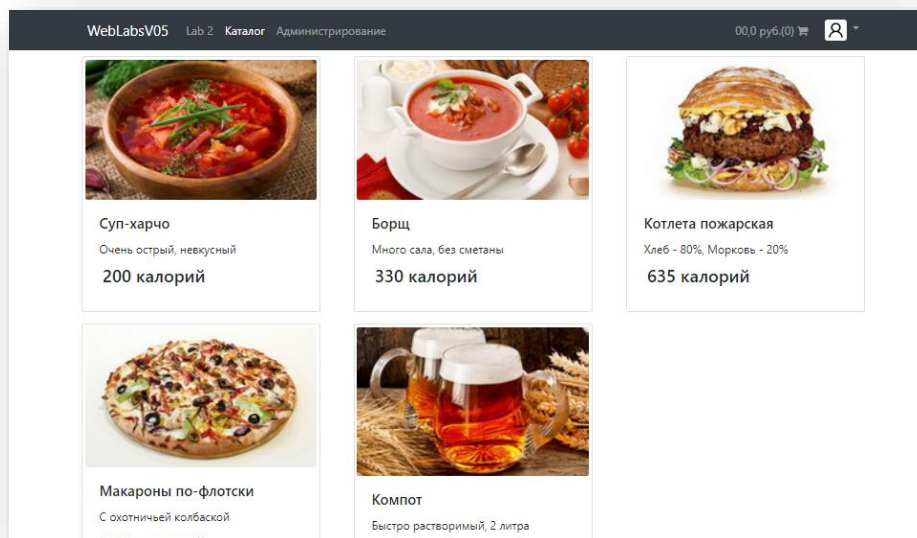 WebLabsV05 Lab 2 Каталог Администрирование 00,0 руб.(0)
Суп-харчо
Очень острый, невкусный
200 калорий
Борщ
Много сала, без сметаны
330 калорий
Котлета пожарская
Хлеб - 80%, Морковь - 20%
635 калорий
Макароны по-флотски
С охотничьей колбаской
Компот
Быстро растворимый, 2 литра